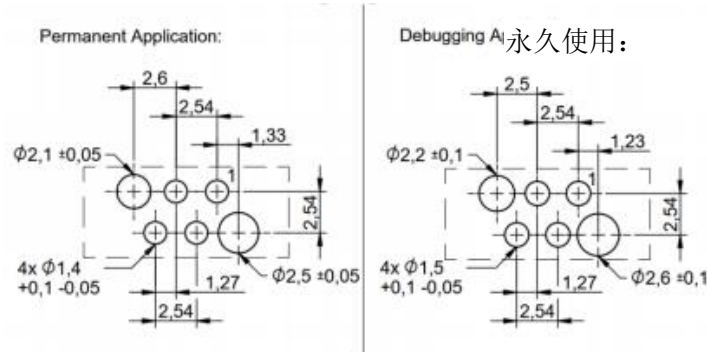 Permanent Application:
2,6
2,54
1,33
Φ2,1 ±0,05
1
2,54
4x Φ1,4
+0,1 -0,05
1,27
Φ2,5 ±0,05
2,54
Debugging A 永久使用：
2,5
2,54
1,23
Φ2,2 ±0,1
1
2,54
4x Φ1,5
+0,1 -0,05
1,27
Φ2,6 ±0,1
2,54